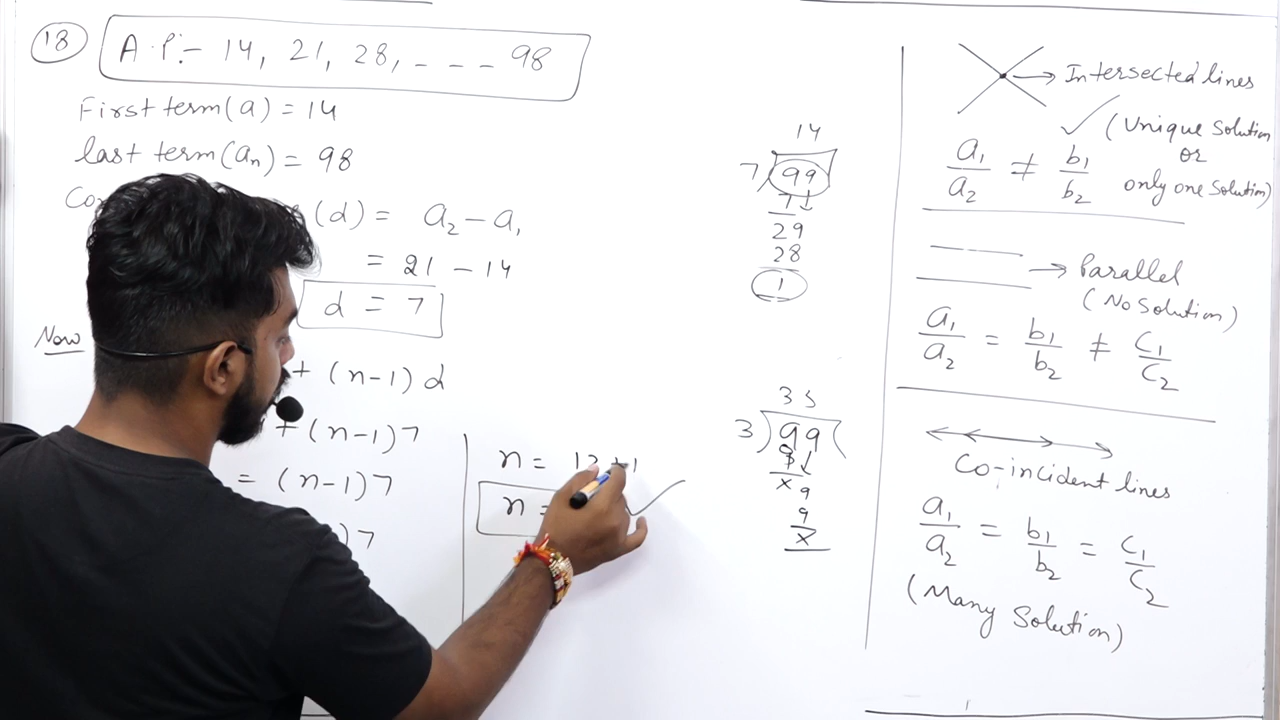 18
A.P:- 14, 21, 28, - - - 98
First term (a) = 14
last term (an) = 98
(d) = a2 - a1
= 21 - 14
d = 7
Now
+ (n-1) d
+ (n-1) 7
= (n-1) 7
) 7
n = 13 + 1
n =
14
7) 99
7
29
28
1
33
3) 99
9
x 9
9
x
→ Intersected lines
(Unique Solution
or
only one Solution)
a1/a2 ≠ b1/b2
→ Parallel
(No Solution)
a1/a2 = b1/b2 ≠ c1/c2
Co-incident lines
a1/a2 = b1/b2 = c1/c2
(Many Solution)